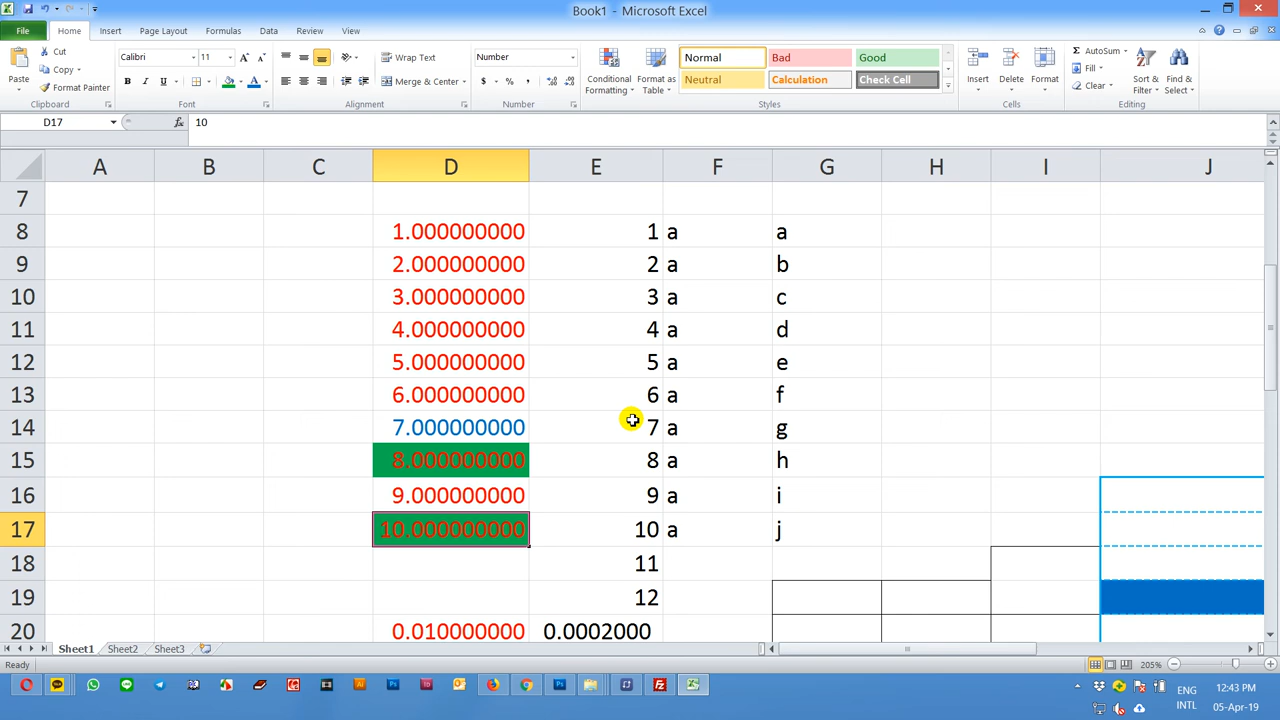 Book1 - Microsoft Excel
File Home Insert Page Layout Formulas Data Review View
Paste
Cut
Copy
Format Painter
Clipboard
Calibri 11
B I U
Font
Wrap Text
Merge & Center
Alignment
Number
$ % ,
Number
Conditional Formatting
Format as Table
Normal Bad Good
Neutral Calculation Check Cell
Styles
Insert Delete Format
Cells
AutoSum
Fill
Clear
Sort & Filter
Find & Select
Editing
D17 fx 10
A B C D E F G H I J
7
8 1.000000000 1 a a
9 2.000000000 2 a b
10 3.000000000 3 a c
11 4.000000000 4 a d
12 5.000000000 5 a e
13 6.000000000 6 a f
14 7.000000000 7 a g
15 8.000000000 8 a h
16 9.000000000 9 a i
17 10.000000000 10 a j
18 11
19 12
20 0.010000000 0.0002000
Sheet1 Sheet2 Sheet3
Ready 205%
ENG 12:43 PM
INTL 05-Apr-19